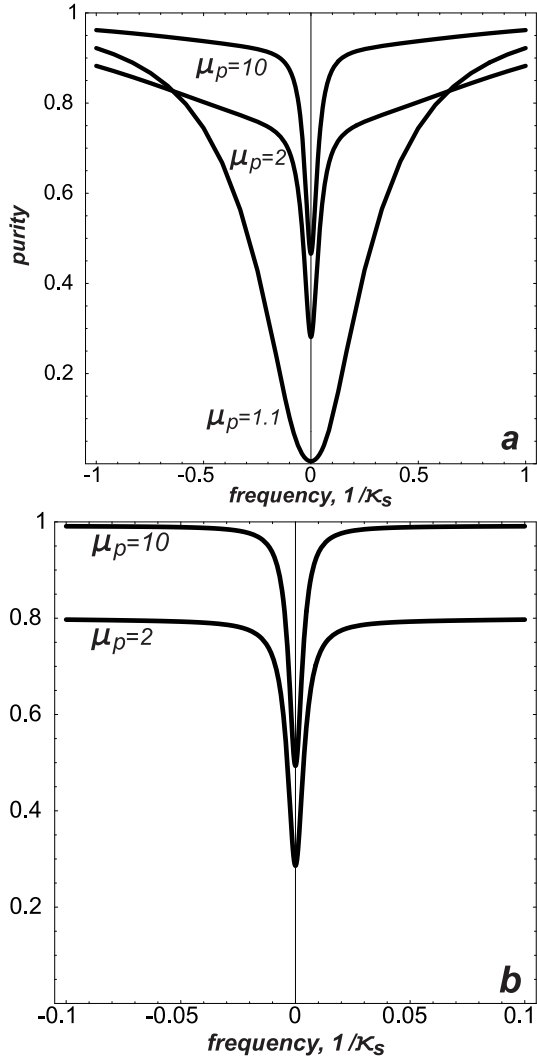 1
0.8
0.6
0.4
0.2
purity
μp=10
μp=2
μp=1.1
a
-1 -0.5 0 0.5 1
frequency, 1/κs
1
0.8
0.6
0.4
0.2
μp=10
μp=2
b
-0.1 -0.05 0 0.05 0.1
frequency, 1/κs